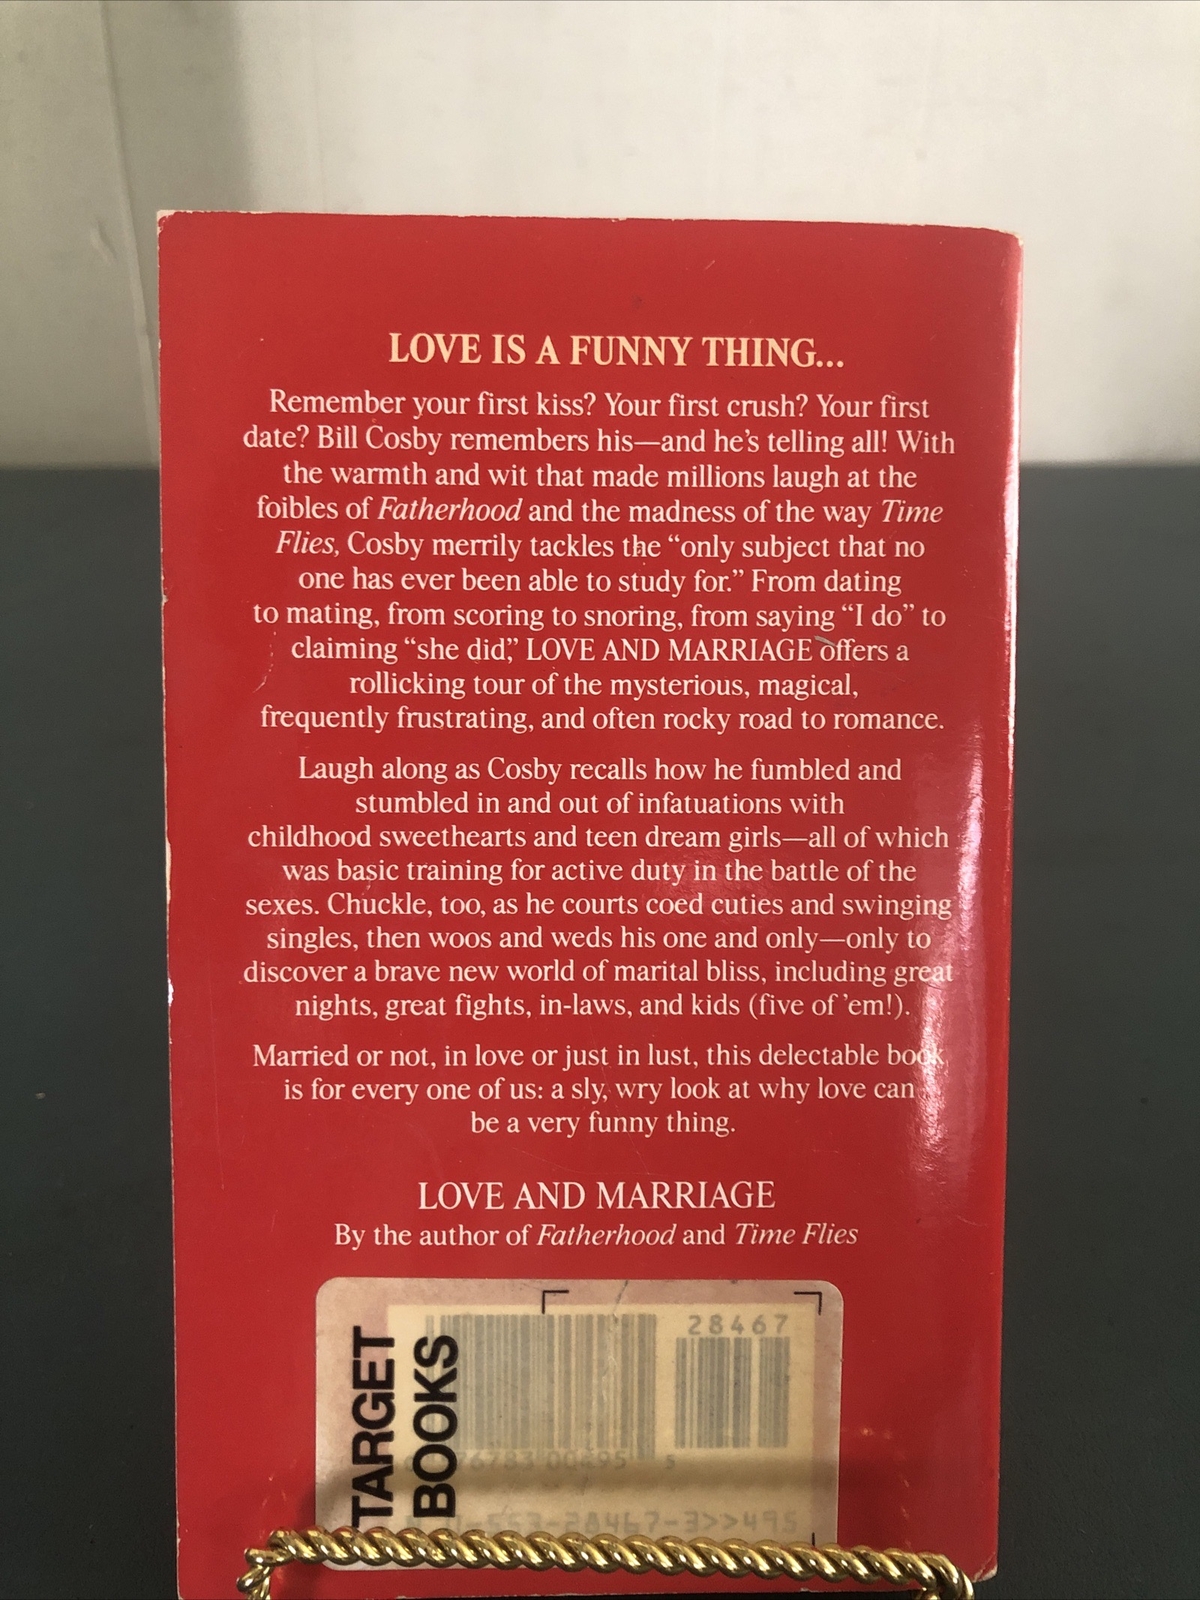 LOVE IS A FUNNY THING...
Remember your first kiss? Your first crush? Your first
date? Bill Cosby remembers his—and he's telling all! With
the warmth and wit that made millions laugh at the
foibles of Fatherhood and the madness of the way Time
Flies, Cosby merrily tackles the “only subject that no
one has ever been able to study for.” From dating
to mating, from scoring to snoring, from saying “I do” to
claiming “she did,” LOVE AND MARRIAGE offers a
rollicking tour of the mysterious, magical,
frequently frustrating, and often rocky road to romance.
Laugh along as Cosby recalls how he fumbled and
stumbled in and out of infatuations with
childhood sweethearts and teen dream girls—all of which
was basic training for active duty in the battle of the
sexes. Chuckle, too, as he courts coed cuties and swinging
singles, then woos and weds his one and only—only to
discover a brave new world of marital bliss, including great
nights, great fights, in-laws, and kids (five of 'em!).
Married or not, in love or just in lust, this delectable book
is for every one of us: a sly, wry look at why love can
be a very funny thing.
LOVE AND MARRIAGE
By the author of Fatherhood and Time Flies
TARGET
BOOKS
28467
76783 00495 5
553-28467-3>>495